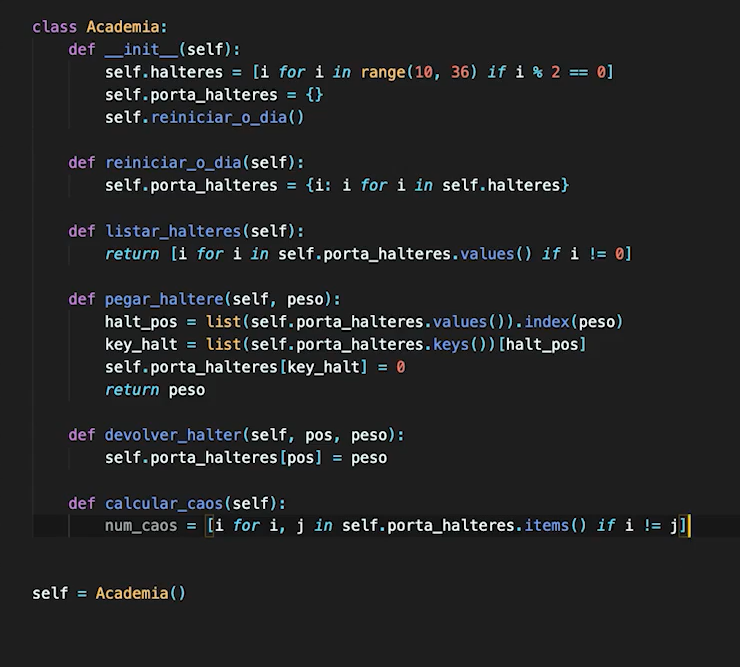 class Academia:
    def __init__(self):
        self.halteres = [i for i in range(10, 36) if i % 2 == 0]
        self.porta_halteres = {}
        self.reiniciar_o_dia()

    def reiniciar_o_dia(self):
        self.porta_halteres = {i: i for i in self.halteres}

    def listar_halteres(self):
        return [i for i in self.porta_halteres.values() if i != 0]

    def pegar_haltere(self, peso):
        halt_pos = list(self.porta_halteres.values()).index(peso)
        key_halt = list(self.porta_halteres.keys())[halt_pos]
        self.porta_halteres[key_halt] = 0
        return peso

    def devolver_halter(self, pos, peso):
        self.porta_halteres[pos] = peso

    def calcular_caos(self):
        num_caos = [i for i, j in self.porta_halteres.items() if i != j]


self = Academia()